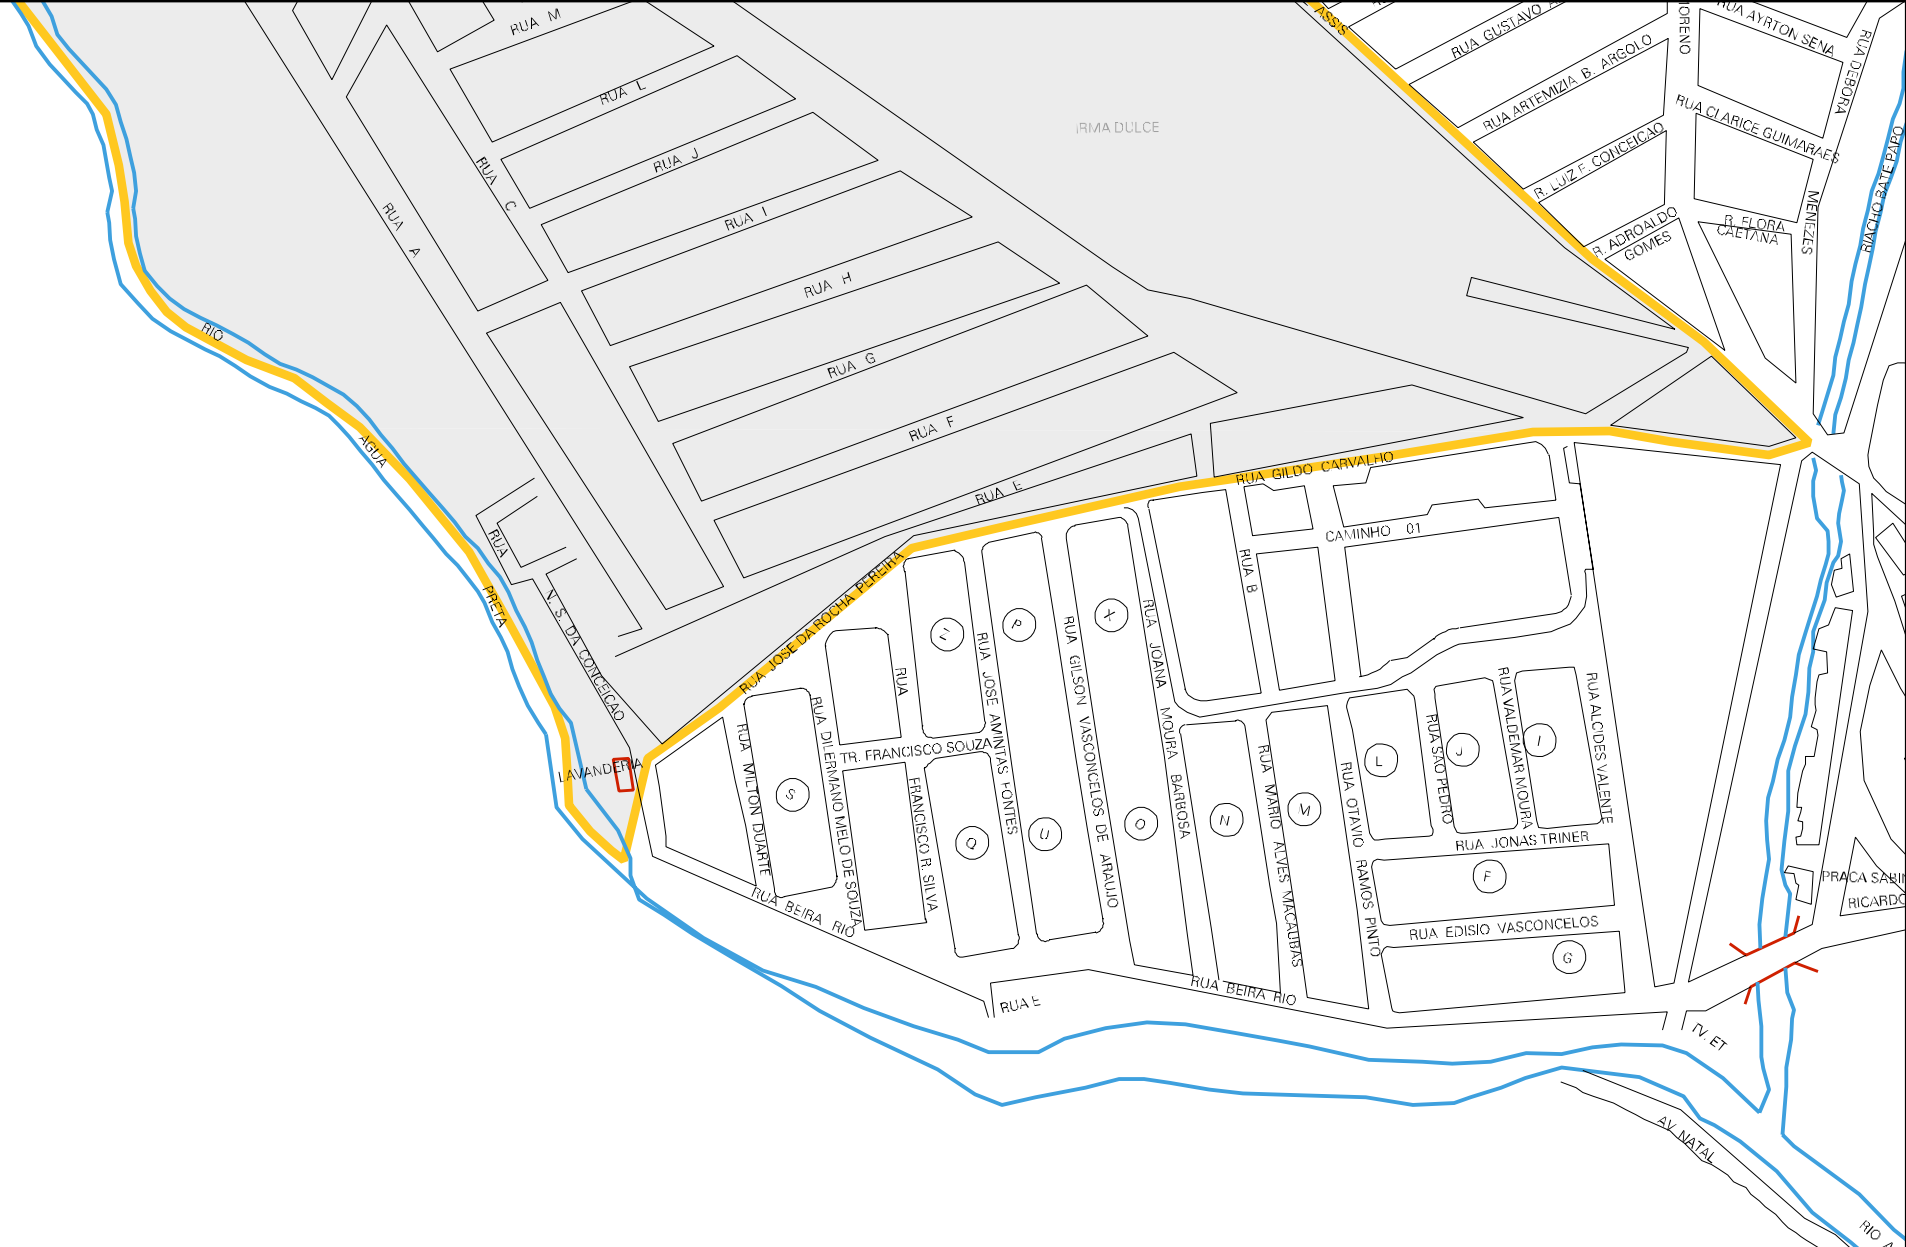 RUA M
ASSIS
RUA GUSTAVO A
MORENO
RUA AYRTON SENA
RUA DEBORA
MENEZES
RUA ARTEMIZIA B. ARGOLO
RUA L
IRMA DULCE
RUA CLARICE GUIMARAES
RUA J
RUA C
R. LUIZ F. CONCEICAO
RIACHO BATE PAPO
RUA A
RUA I
R. ADROALDO
GOMES
R. FLORA
CAETANA
RUA H
RIO
AGUA
PRETA
RUA G
RUA F
RUA GILDO CARVALHO
RUA E
CAMINHO 01
RUA
N. S. DA CONCEICAO
RUA JOSE DA ROCHA PEREIRA
RUA B
Z
P
X
RUA JOANA MOURA BARBOSA
RUA GILSON VASCONCELOS DE ARAUJO
RUA JOSE AMINTAS FONTES
RUA
FRANCISCO R. SILVA
RUA DILERMANO MELO DE SOUZA
RUA MILTON DUARTE
TR. FRANCISCO SOUZA
LAVANDERIA
S
Q
U
O
N
M
L
J
I
RUA MARIO ALVES MACAUBAS
RUA OTAVIO RAMOS PINTO
RUA SAO PEDRO
RUA VALDEMAR MOURA
RUA ALCIDES VALENTE
RUA JONAS TRINER
F
PRACA SABIN
RICARDO
RUA BEIRA RIO
RUA EDISIO VASCONCELOS
G
RUA BEIRA RIO
RUA E
TV. ET
AV. NATAL
RIO A